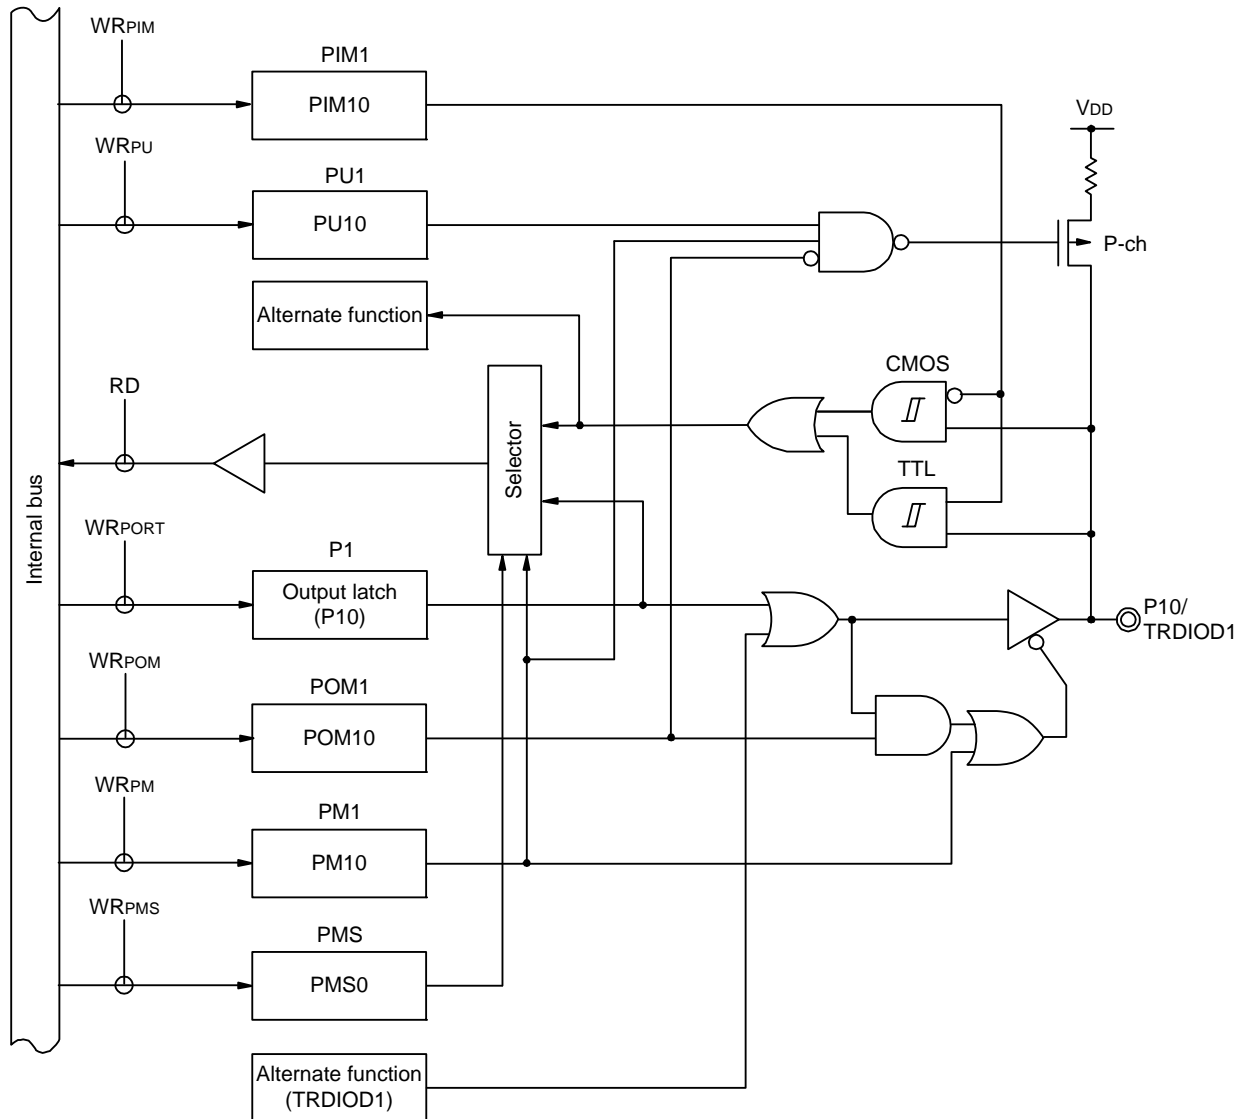 WRPIM
PIM1
PIM10
VDD
WRPU
PU1
PU10
P-ch
Alternate function
CMOS
RD
Selector
TTL
Internal bus
WRPORT
P1
Output latch
(P10)
P10/
TRDIOD1
WRPOM
POM1
POM10
WRPM
PM1
PM10
WRPMS
PMS
PMS0
Alternate function
(TRDIOD1)